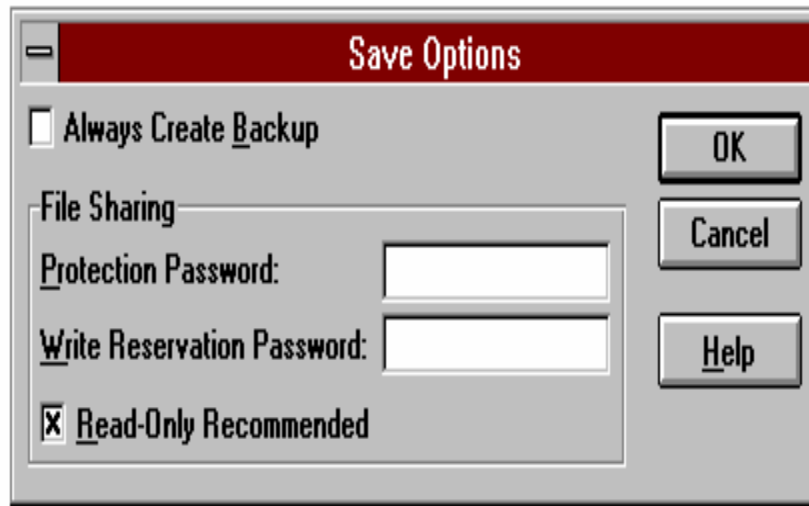 Save Options
Always Create Backup
OK
File Sharing
Cancel
Protection Password:
Write Reservation Password:
Help
Read-Only Recommended